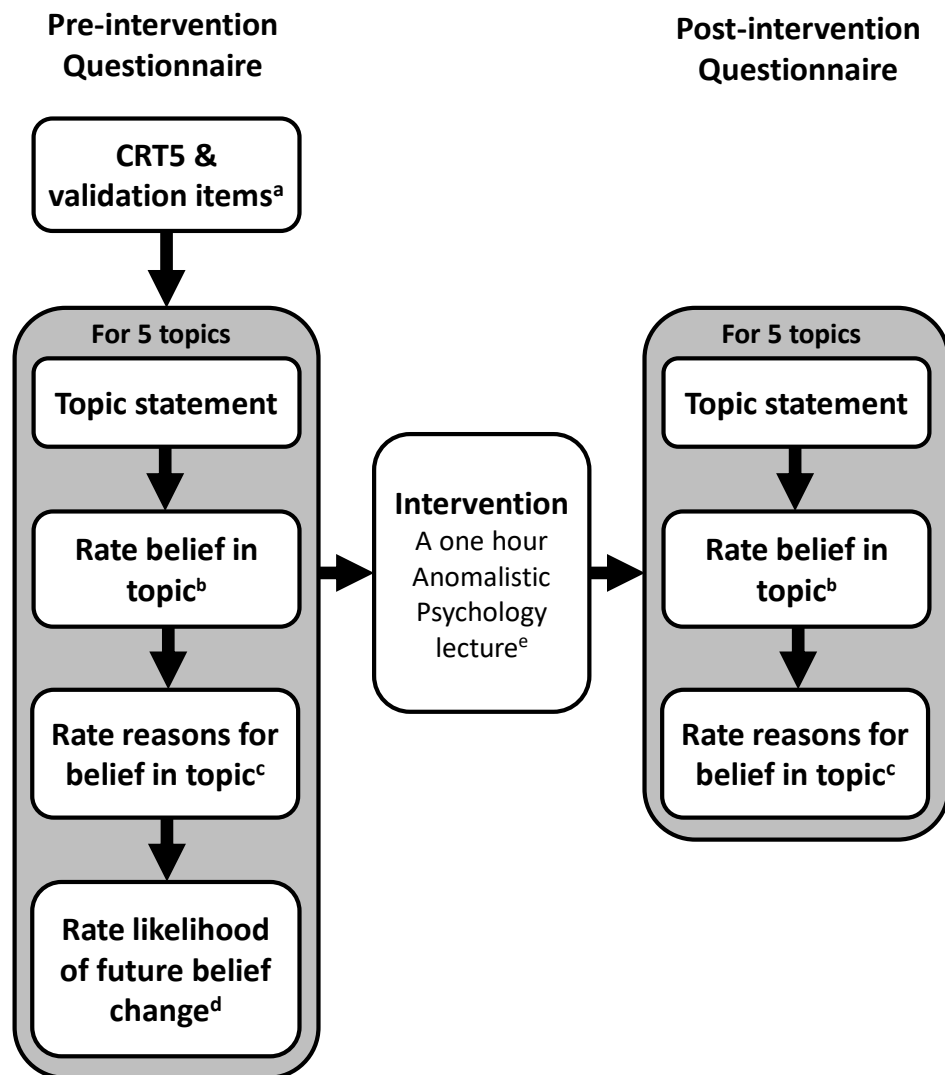 Pre-intervention
Questionnaire
CRT5 &
validation itemsᵃ
For 5 topics
Topic statement
Rate belief in
topicᵇ
Rate reasons for
belief in topicᶜ
Rate likelihood
of future belief
changeᵈ
Intervention
A one hour
Anomalistic
Psychology
lectureᵉ
Post-intervention
Questionnaire
For 5 topics
Topic statement
Rate belief in
topicᵇ
Rate reasons for
belief in topicᶜ